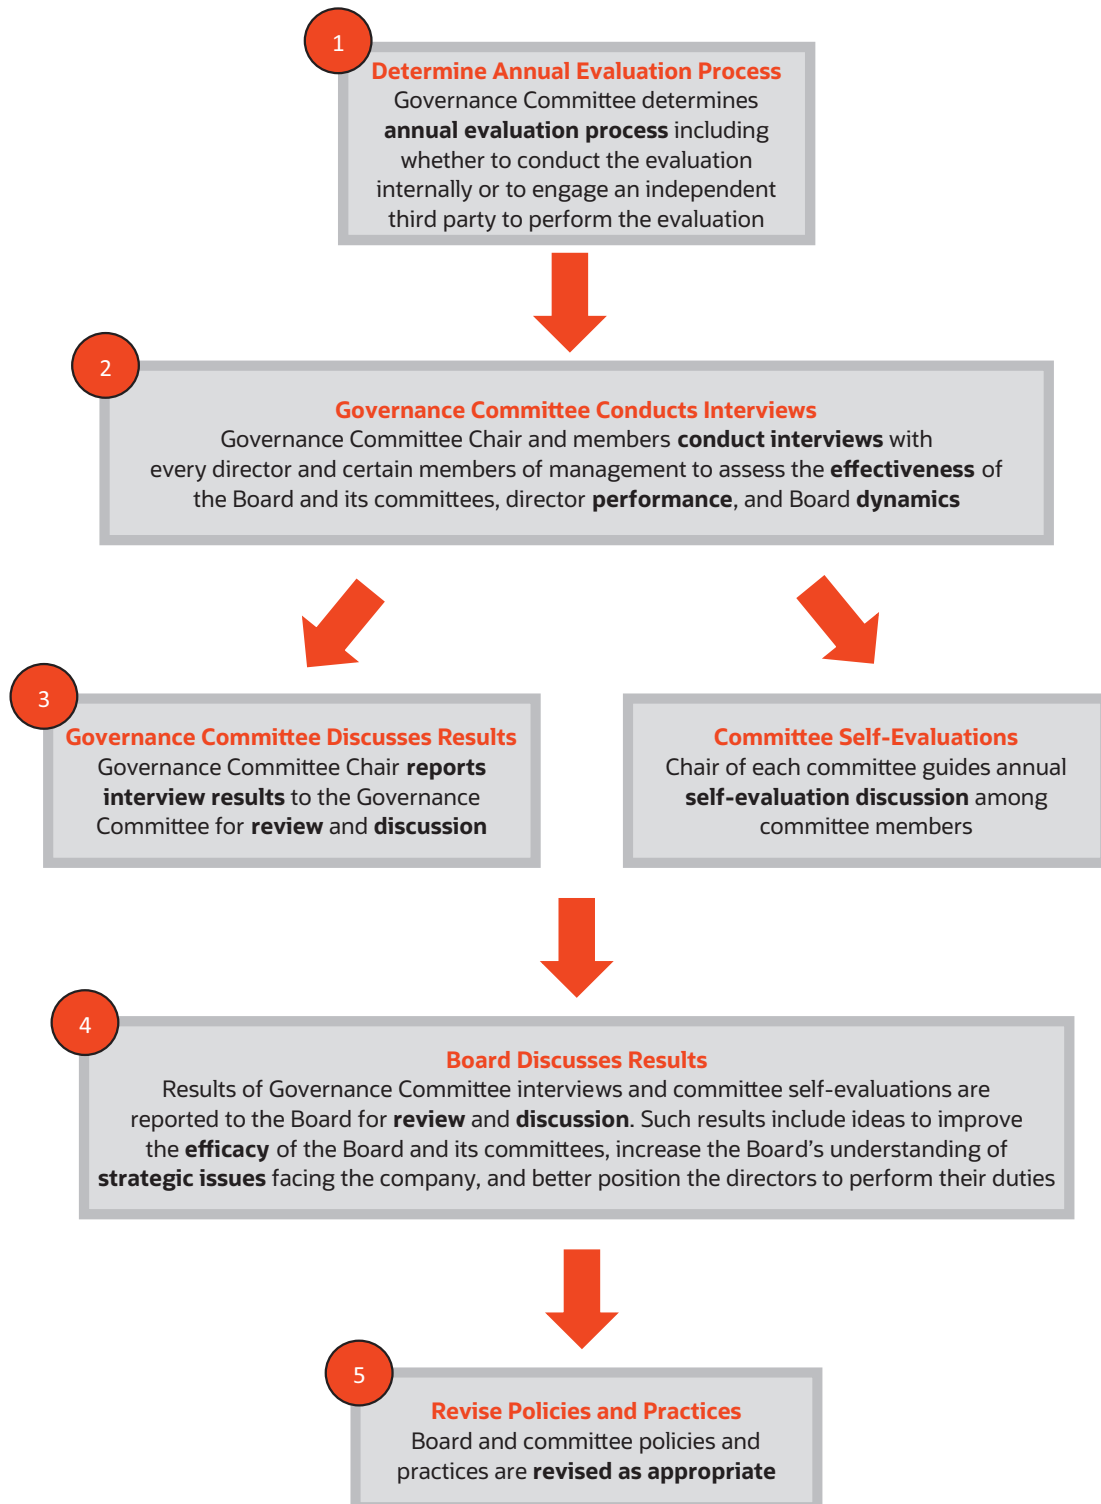 1
Determine Annual Evaluation Process
Governance Committee determines
annual evaluation process including
whether to conduct the evaluation
internally or to engage an independent
third party to perform the evaluation
2
Governance Committee Conducts Interviews
Governance Committee Chair and members conduct interviews with
every director and certain members of management to assess the effectiveness of
the Board and its committees, director performance, and Board dynamics
3
Governance Committee Discusses Results
Governance Committee Chair reports
interview results to the Governance
Committee for review and discussion
Committee Self-Evaluations
Chair of each committee guides annual
self-evaluation discussion among
committee members
4
Board Discusses Results
Results of Governance Committee interviews and committee self-evaluations are
reported to the Board for review and discussion. Such results include ideas to improve
the efficacy of the Board and its committees, increase the Board’s understanding of
strategic issues facing the company, and better position the directors to perform their duties
5
Revise Policies and Practices
Board and committee policies and
practices are revised as appropriate